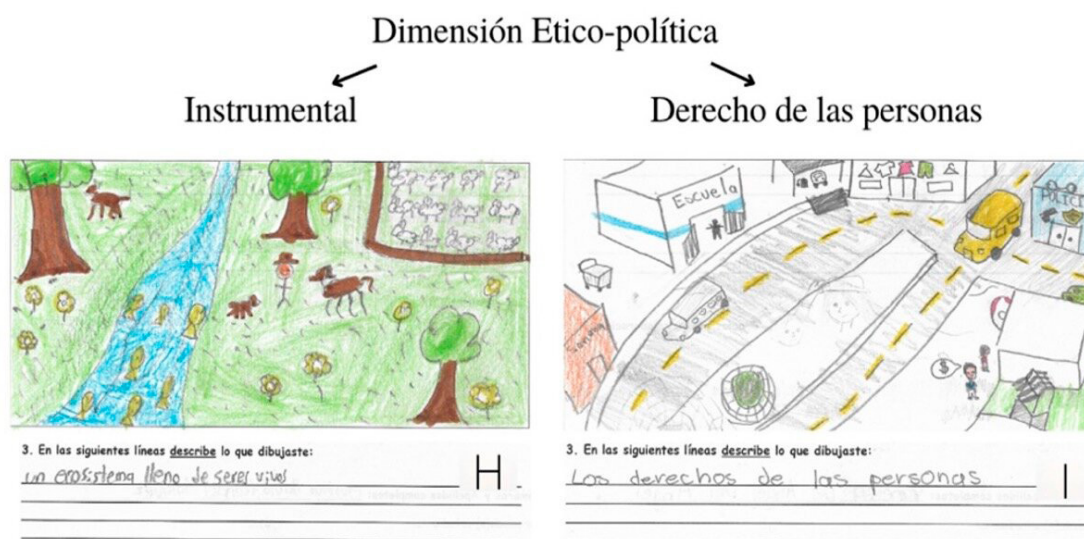 Dimensión Etico-política
Instrumental
Derecho de las personas
Escuela
$
3. En las siguientes líneas describe lo que dibujaste:
un ecosistema lleno de seres vivos
H
3. En las siguientes líneas describe lo que dibujaste:
Los derechos de las personas
I